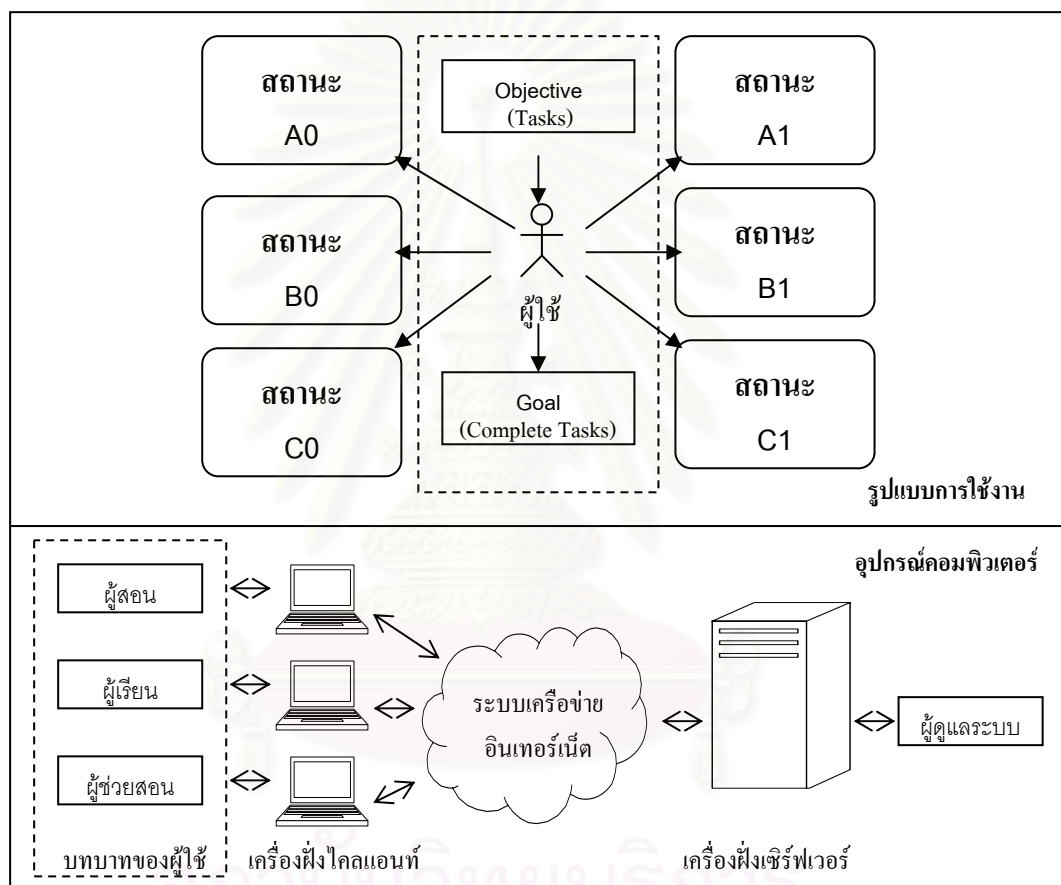 สถานะ
A0
Objective
(Tasks)
สถานะ
A1
สถานะ
B0
ผู้ใช้
สถานะ
B1
สถานะ
C0
Goal
(Complete Tasks)
สถานะ
C1
รูปแบบการใช้งาน
อุปกรณ์คอมพิวเตอร์
ผู้สอน
ผู้เรียน
ผู้ช่วยสอน
ระบบเครือข่าย
อินเทอร์เน็ต
ผู้ดูแลระบบ
บทบาทของผู้ใช้
เครื่องฝั่งไคลแอนท์
เครื่องฝั่งเซิร์ฟเวอร์